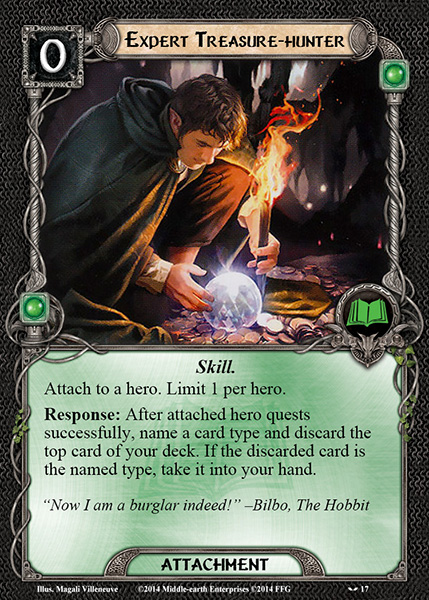 0
EXPERT TREASURE-HUNTER
Skill.
Attach to a hero. Limit 1 per hero.
Response: After attached hero quests
successfully, name a card type and discard the
top card of your deck. If the discarded card is
the named type, take it into your hand.
“Now I am a burglar indeed!” –Bilbo, The Hobbit
ATTACHMENT
Illus. Magali Villeneuve ©2014 Middle-earth Enterprises ©2014 FFG 17